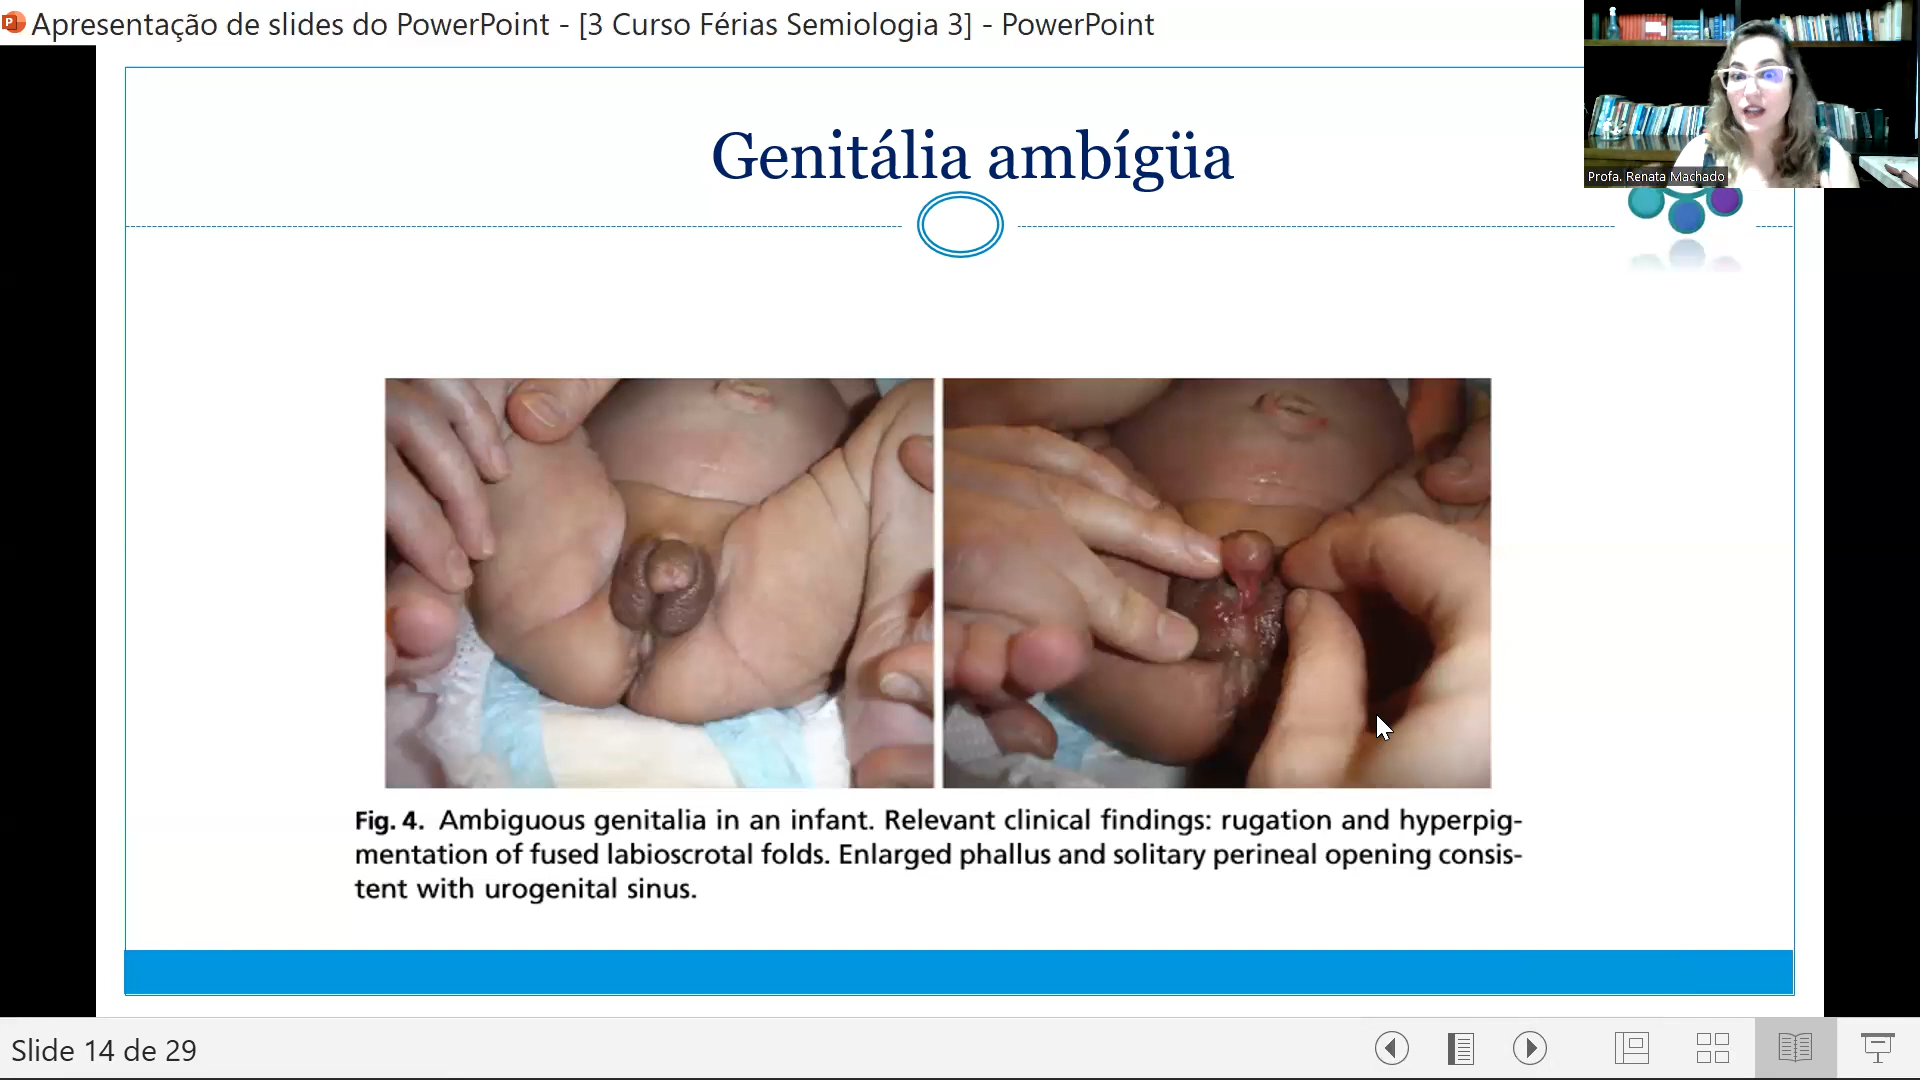 Apresentação de slides do PowerPoint - [3 Curso Férias Semiologia 3] - PowerPoint
Profa. Renata Machado
Genitália ambígüa
Fig. 4. Ambiguous genitalia in an infant. Relevant clinical findings: rugation and hyperpig-
mentation of fused labioscrotal folds. Enlarged phallus and solitary perineal opening consis-
tent with urogenital sinus.
Slide 14 de 29